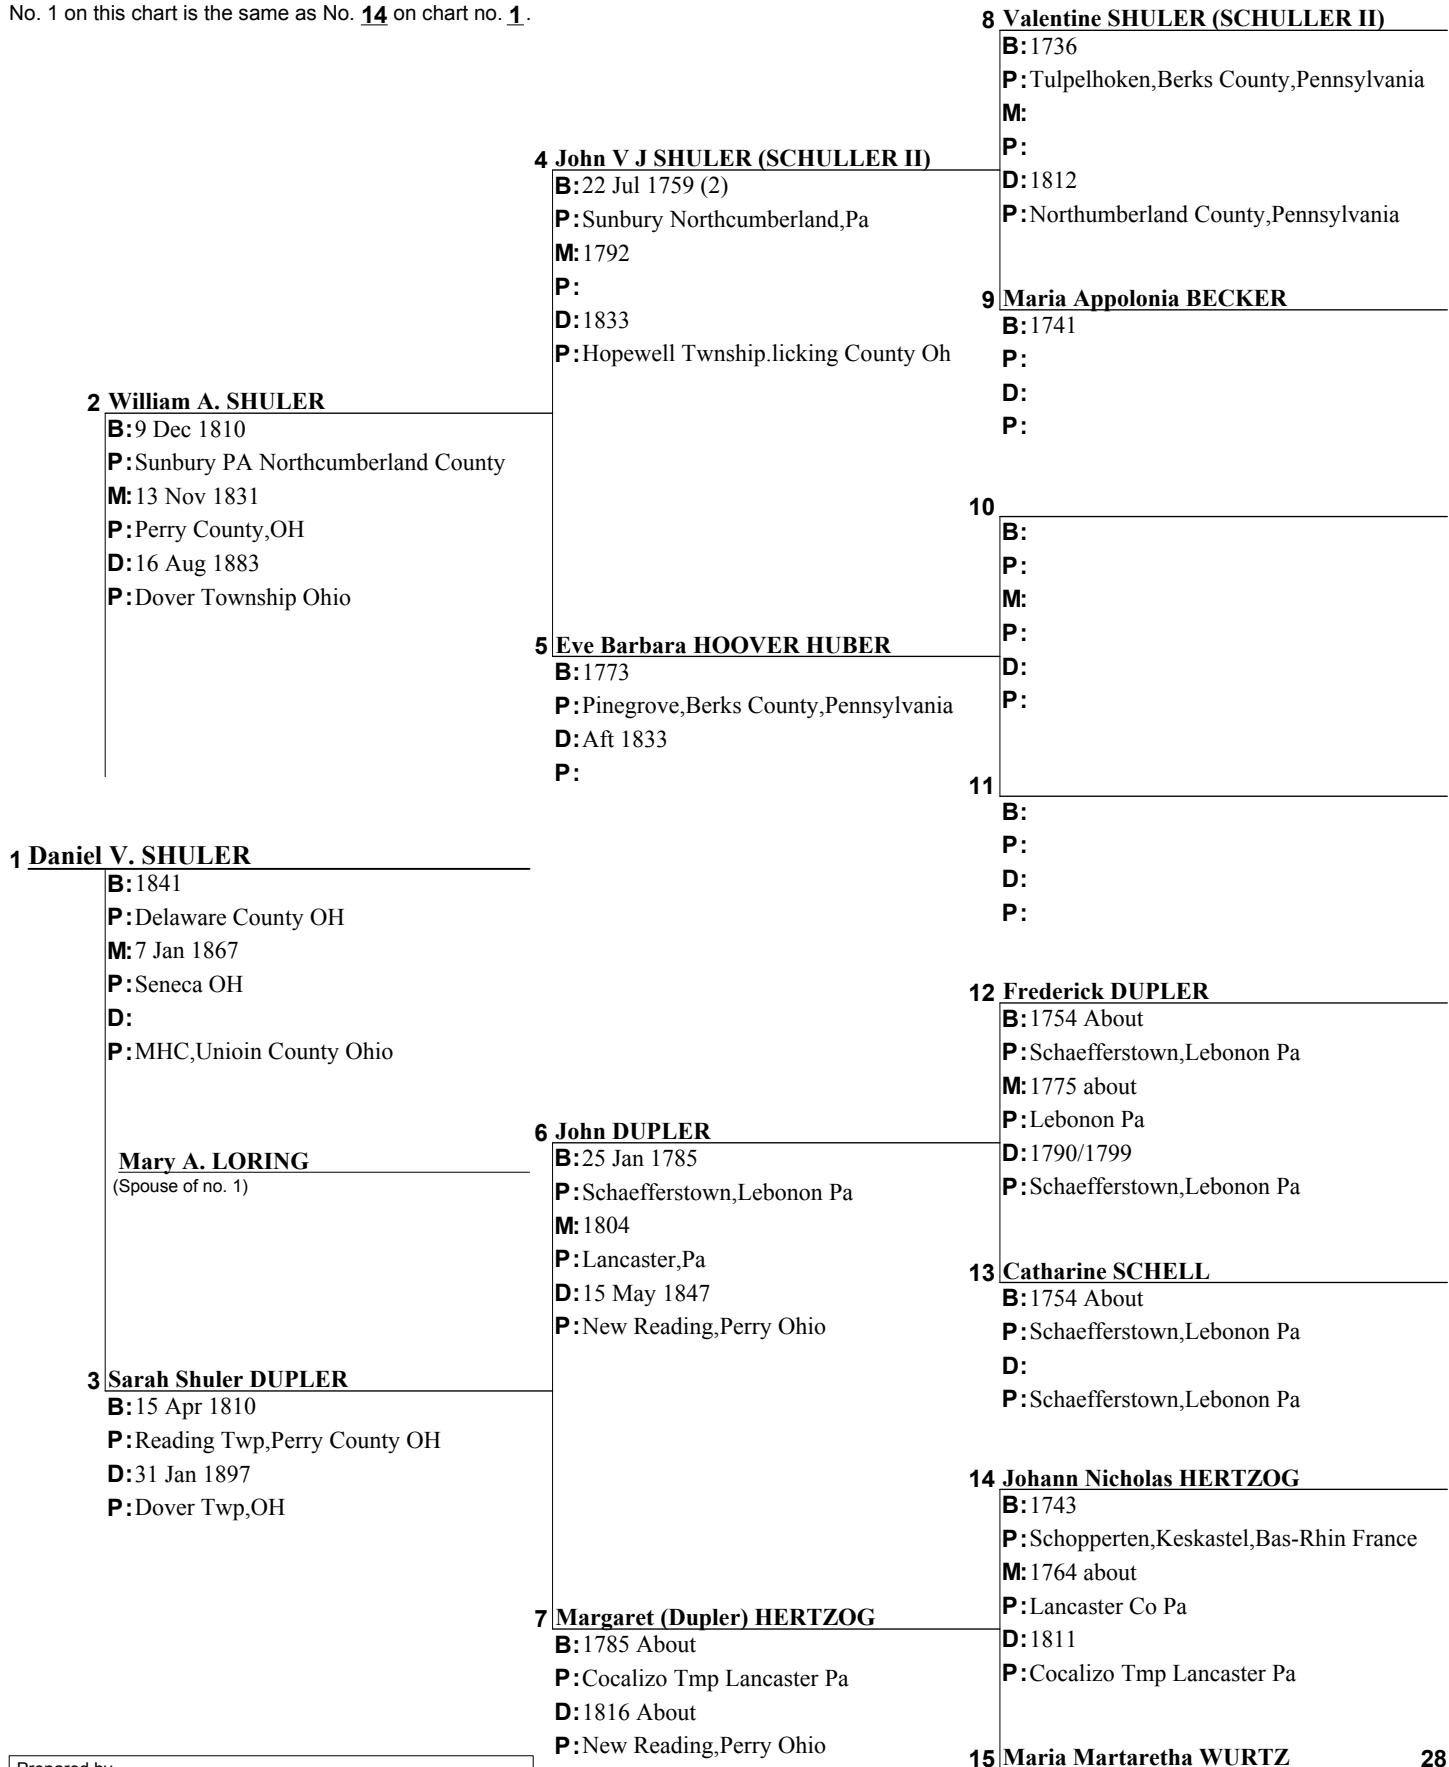 No. 1 on this chart is the same as No. 14 on chart no. 1.
8 Valentine SHULER (SCHULLER II)
B: 1736
P: Tulpelhoken,Berks County,Pennsylvania
M:
P:
D: 1812
P: Northumberland County,Pennsylvania
4 John V J SHULER (SCHULLER II)
B: 22 Jul 1759 (2)
P: Sunbury Northcumberland,Pa
M: 1792
P:
D: 1833
P: Hopewell Twnship.licking County Oh
9 Maria Appolonia BECKER
B: 1741
P:
D:
P:
2 William A. SHULER
B: 9 Dec 1810
P: Sunbury PA Northcumberland County
M: 13 Nov 1831
P: Perry County,OH
D: 16 Aug 1883
P: Dover Township Ohio
10
B:
P:
M:
P:
D:
P:
5 Eve Barbara HOOVER HUBER
B: 1773
P: Pinegrove,Berks County,Pennsylvania
D: Aft 1833
P:
11
B:
P:
D:
P:
1 Daniel V. SHULER
B: 1841
P: Delaware County OH
M: 7 Jan 1867
P: Seneca OH
D:
P: MHC,Unioin County Ohio
Mary A. LORING
(Spouse of no. 1)
12 Frederick DUPLER
B: 1754 About
P: Schaefferstown,Lebonon Pa
M: 1775 about
P: Lebonon Pa
D: 1790/1799
P: Schaefferstown,Lebonon Pa
6 John DUPLER
B: 25 Jan 1785
P: Schaefferstown,Lebonon Pa
M: 1804
P: Lancaster,Pa
D: 15 May 1847
P: New Reading,Perry Ohio
13 Catharine SCHELL
B: 1754 About
P: Schaefferstown,Lebonon Pa
D:
P: Schaefferstown,Lebonon Pa
3 Sarah Shuler DUPLER
B: 15 Apr 1810
P: Reading Twp,Perry County OH
D: 31 Jan 1897
P: Dover Twp,OH
14 Johann Nicholas HERTZOG
B: 1743
P: Schopperten,Keskastel,Bas-Rhin France
M: 1764 about
P: Lancaster Co Pa
D: 1811
P: Cocalizo Tmp Lancaster Pa
7 Margaret (Dupler) HERTZOG
B: 1785 About
P: Cocalizo Tmp Lancaster Pa
D: 1816 About
P: New Reading,Perry Ohio
15 Maria Martaretha WURTZ 28
Prepared by